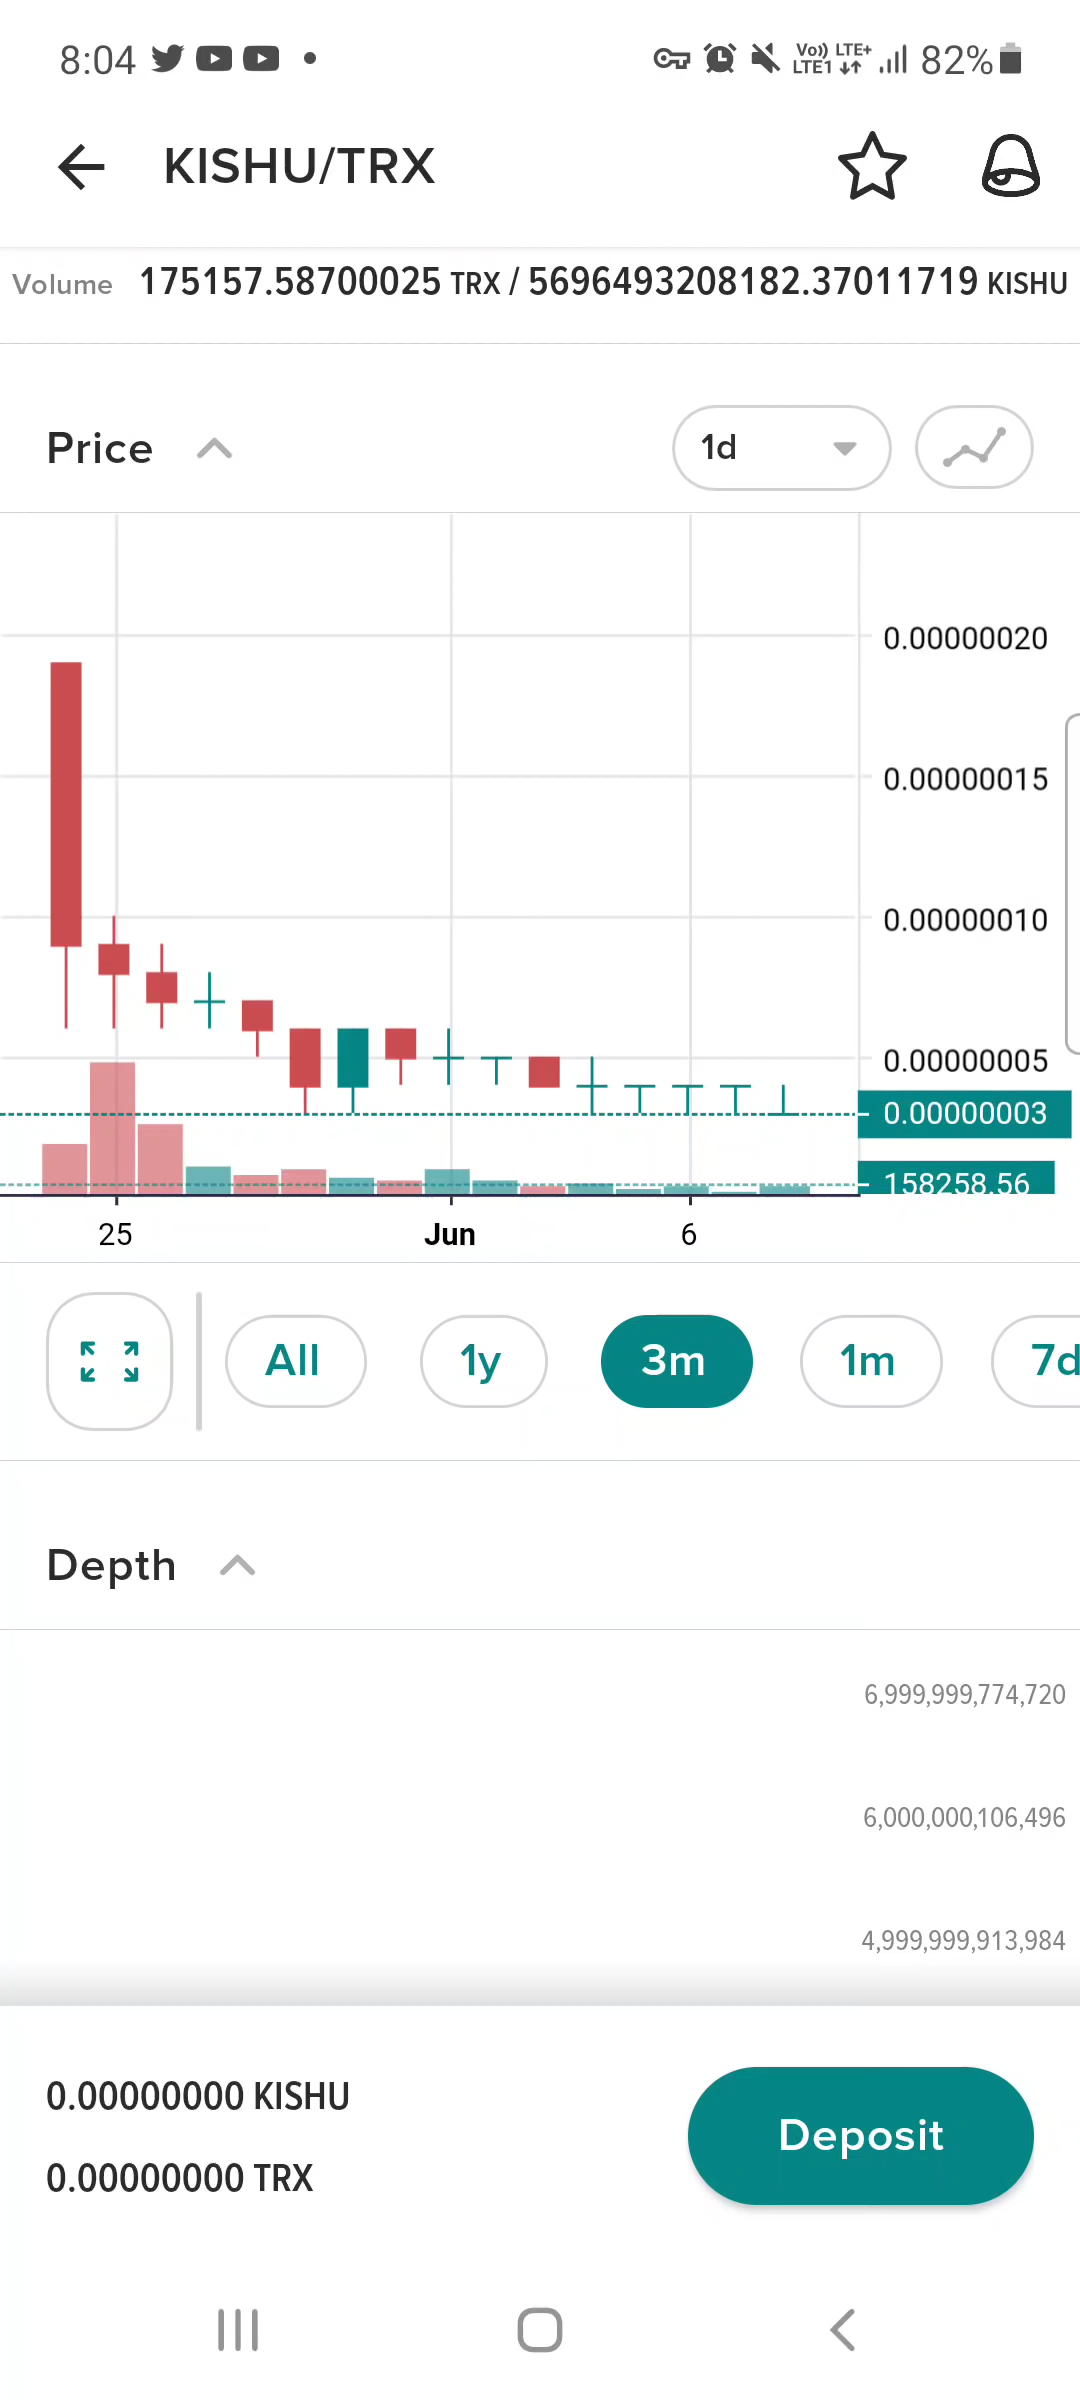 8:04 Vo)) LTE+ LTE1 82%
KISHU/TRX
Volume 175157.58700025 TRX / 5696493208182.37011719 KISHU
Price 1d
0.00000020
0.00000015
0.00000010
0.00000005
0.00000003
158258.56
25 Jun 6
All 1y 3m 1m 7d
Depth
6,999,999,774,720
6,000,000,106,496
4,999,999,913,984
0.00000000 KISHU
0.00000000 TRX
Deposit